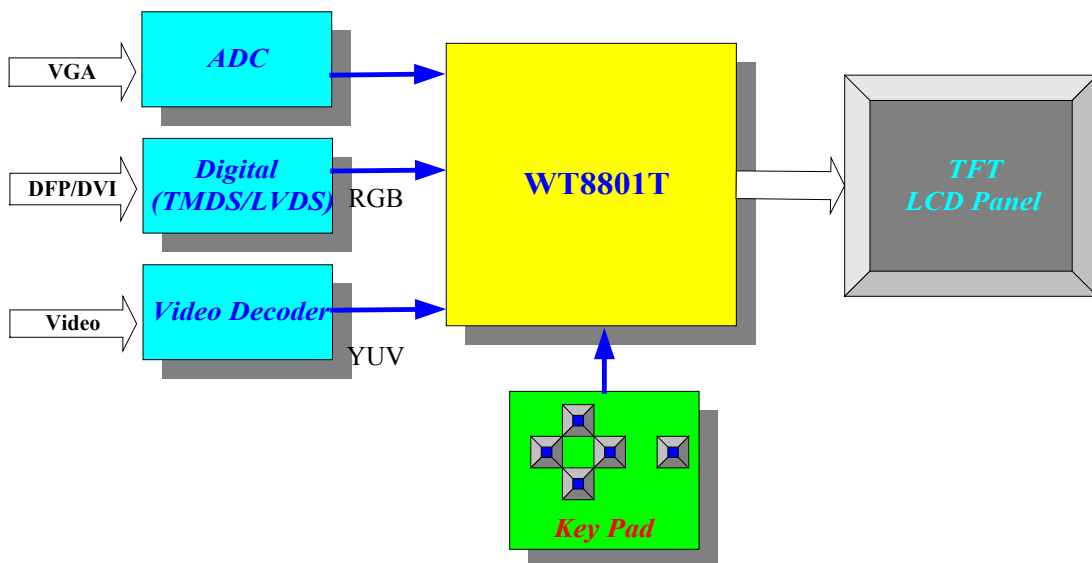 VGA
ADC
DFP/DVI
Digital
(TMDS/LVDS)
RGB
Video
Video Decoder
YUV
WT8801T
TFT
LCD Panel
Key Pad